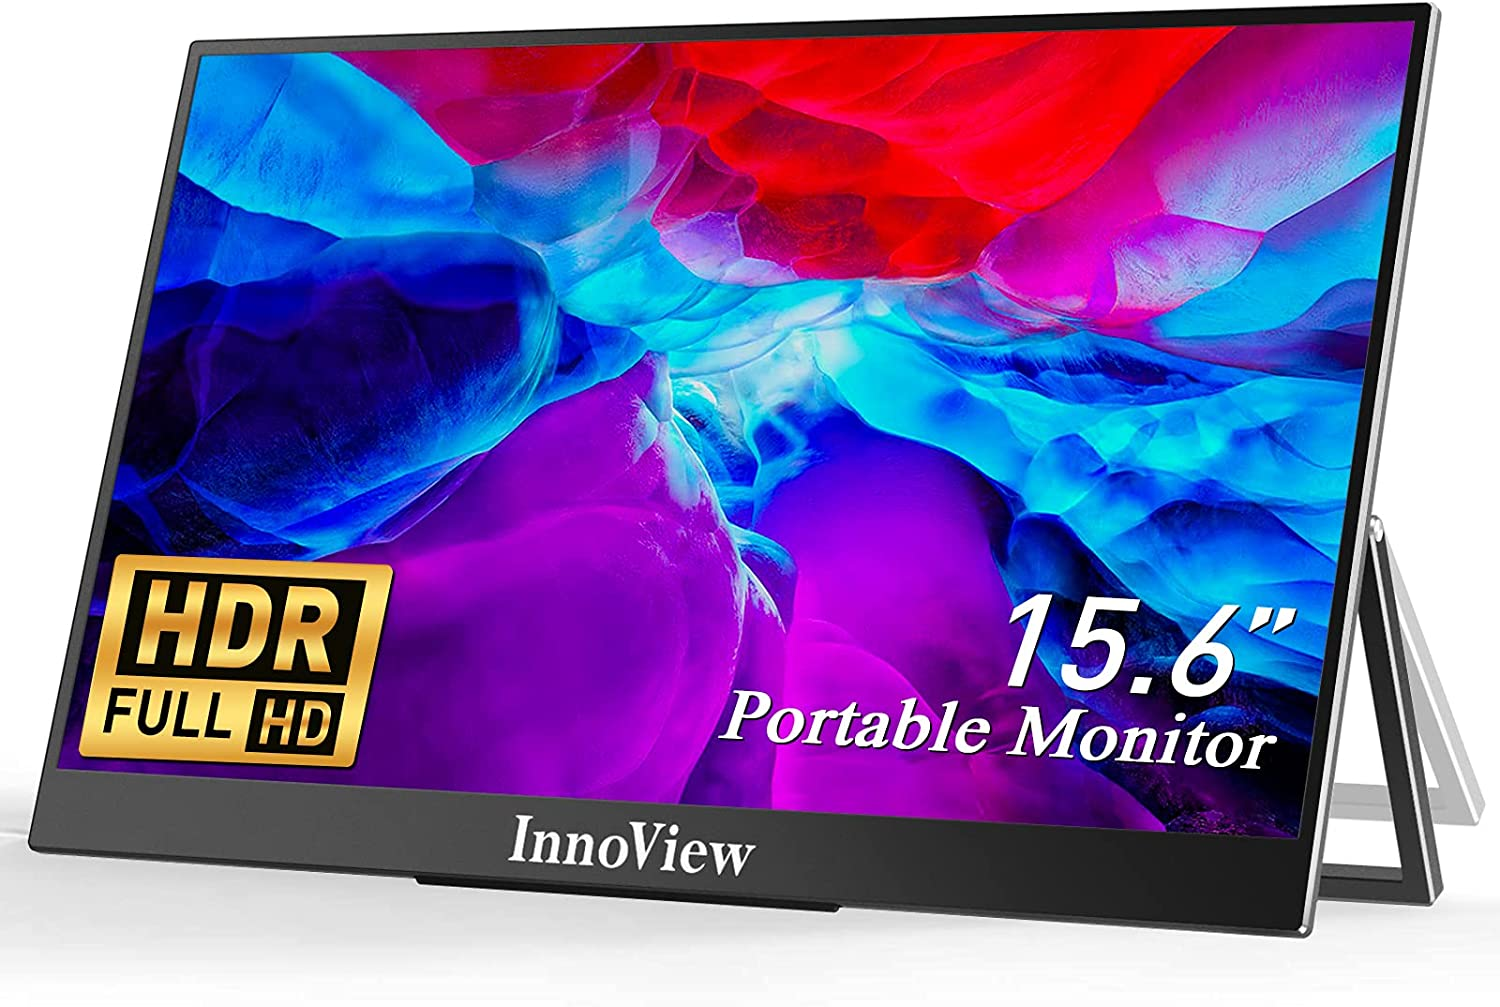 HDR
FULL HD
15.6”
Portable Monitor
InnoView